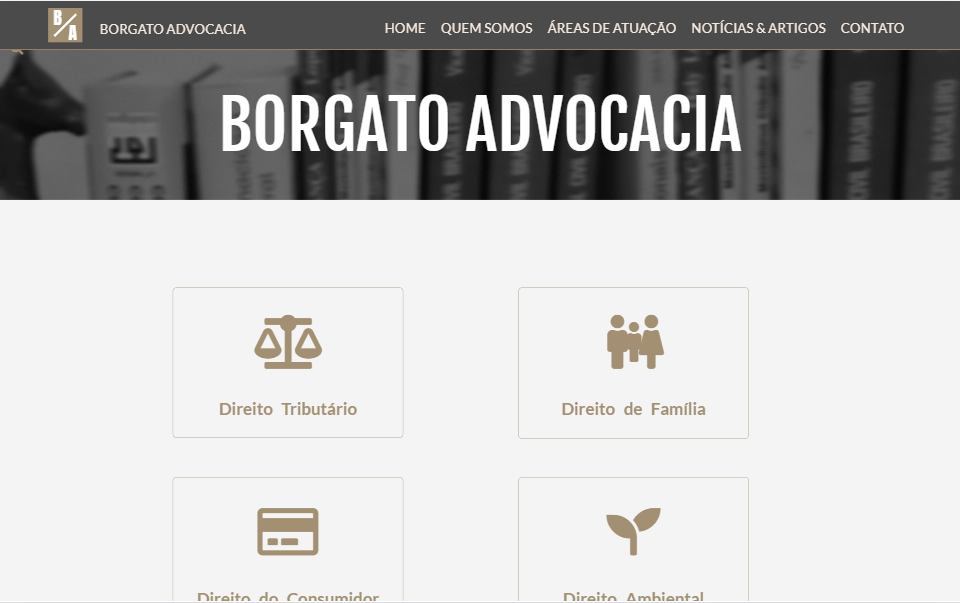 B/A
BORGATO ADVOCACIA
HOME QUEM SOMOS ÁREAS DE ATUAÇÃO NOTÍCIAS & ARTIGOS CONTATO
BORGATO ADVOCACIA
Direito Tributário
Direito de Família
Direito do Consumidor
Direito Ambiental